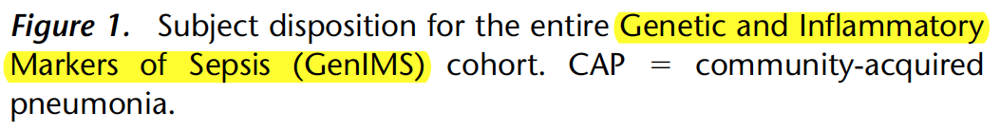 Figure 1. Subject disposition for the entire Genetic and Inflammatory
Markers of Sepsis (GenIMS) cohort. CAP = community-acquired
pneumonia.